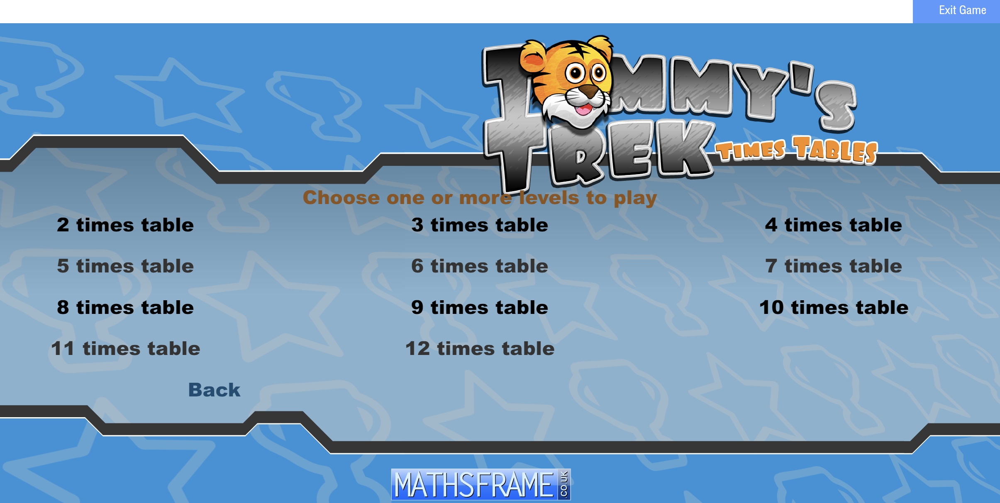 Exit Game
TOMMY'S
TREK
TIMES TABLES
Choose one or more levels to play
2 times table
3 times table
4 times table
5 times table
6 times table
7 times table
8 times table
9 times table
10 times table
11 times table
12 times table
Back
MATHSFRAME
.CO.UK